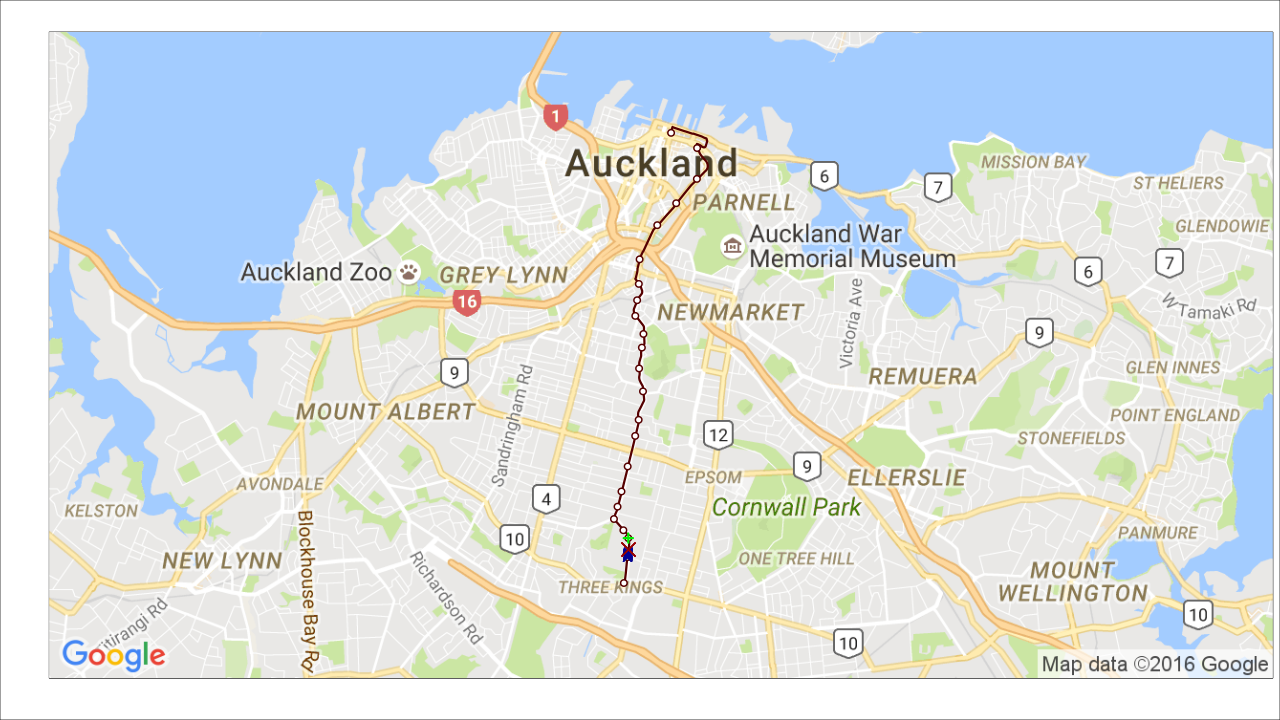 1
Auckland
MISSION BAY
6
7
ST HELIERS
PARNELL
GLENDOWIE
Auckland War
Memorial Museum
Auckland Zoo
GREY LYNN
6
7
16
W Tamaki Rd
NEWMARKET
Victoria Ave
9
9
GLEN INNES
REMUERA
Sandringham Rd
MOUNT ALBERT
POINT ENGLAND
12
STONEFIELDS
9
EPSOM
ELLERSLIE
AVONDALE
4
Cornwall Park
KELSTON
10
PANMURE
Blockhouse Bay Rd
NEW LYNN
Richardson Rd
ONE TREE HILL
MOUNT
WELLINGTON
THREE KINGS
Titirangi Rd
10
10
Google
Map data ©2016 Google